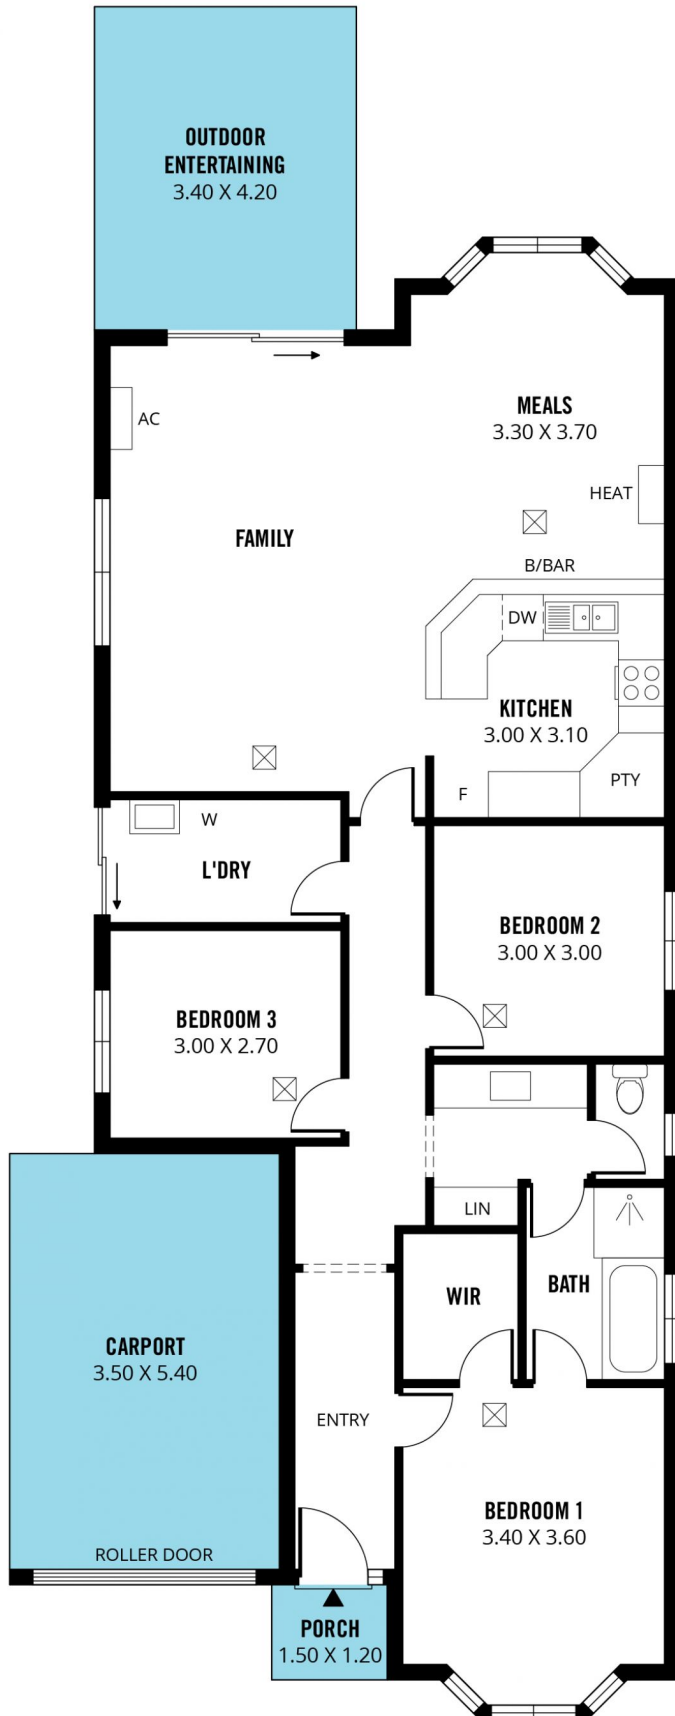 OUTDOOR
ENTERTAINING
3.40 X 4.20
MEALS
3.30 X 3.70
AC
HEAT
FAMILY
B/BAR
DW
KITCHEN
3.00 X 3.10
F
PTY
W
L'DRY
BEDROOM 2
3.00 X 3.00
BEDROOM 3
3.00 X 2.70
LIN
WIR
BATH
CARPORT
3.50 X 5.40
ENTRY
BEDROOM 1
3.40 X 3.60
ROLLER DOOR
PORCH
1.50 X 1.20